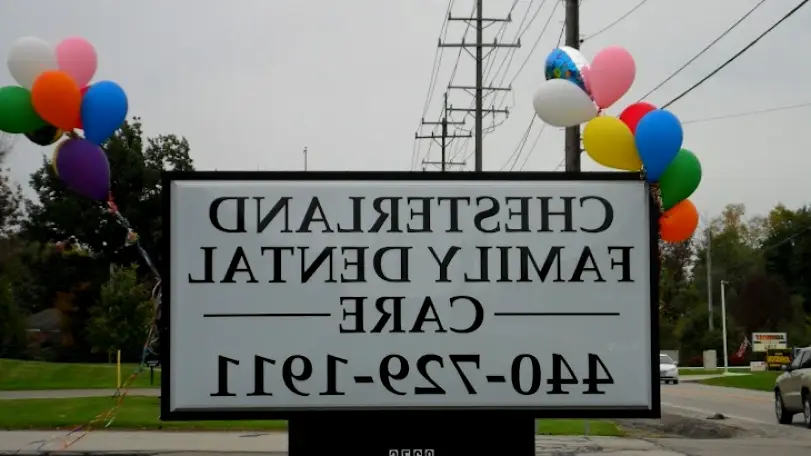 CHESTERLAND
FAMILY DENTAL
CARE
440-729-1911